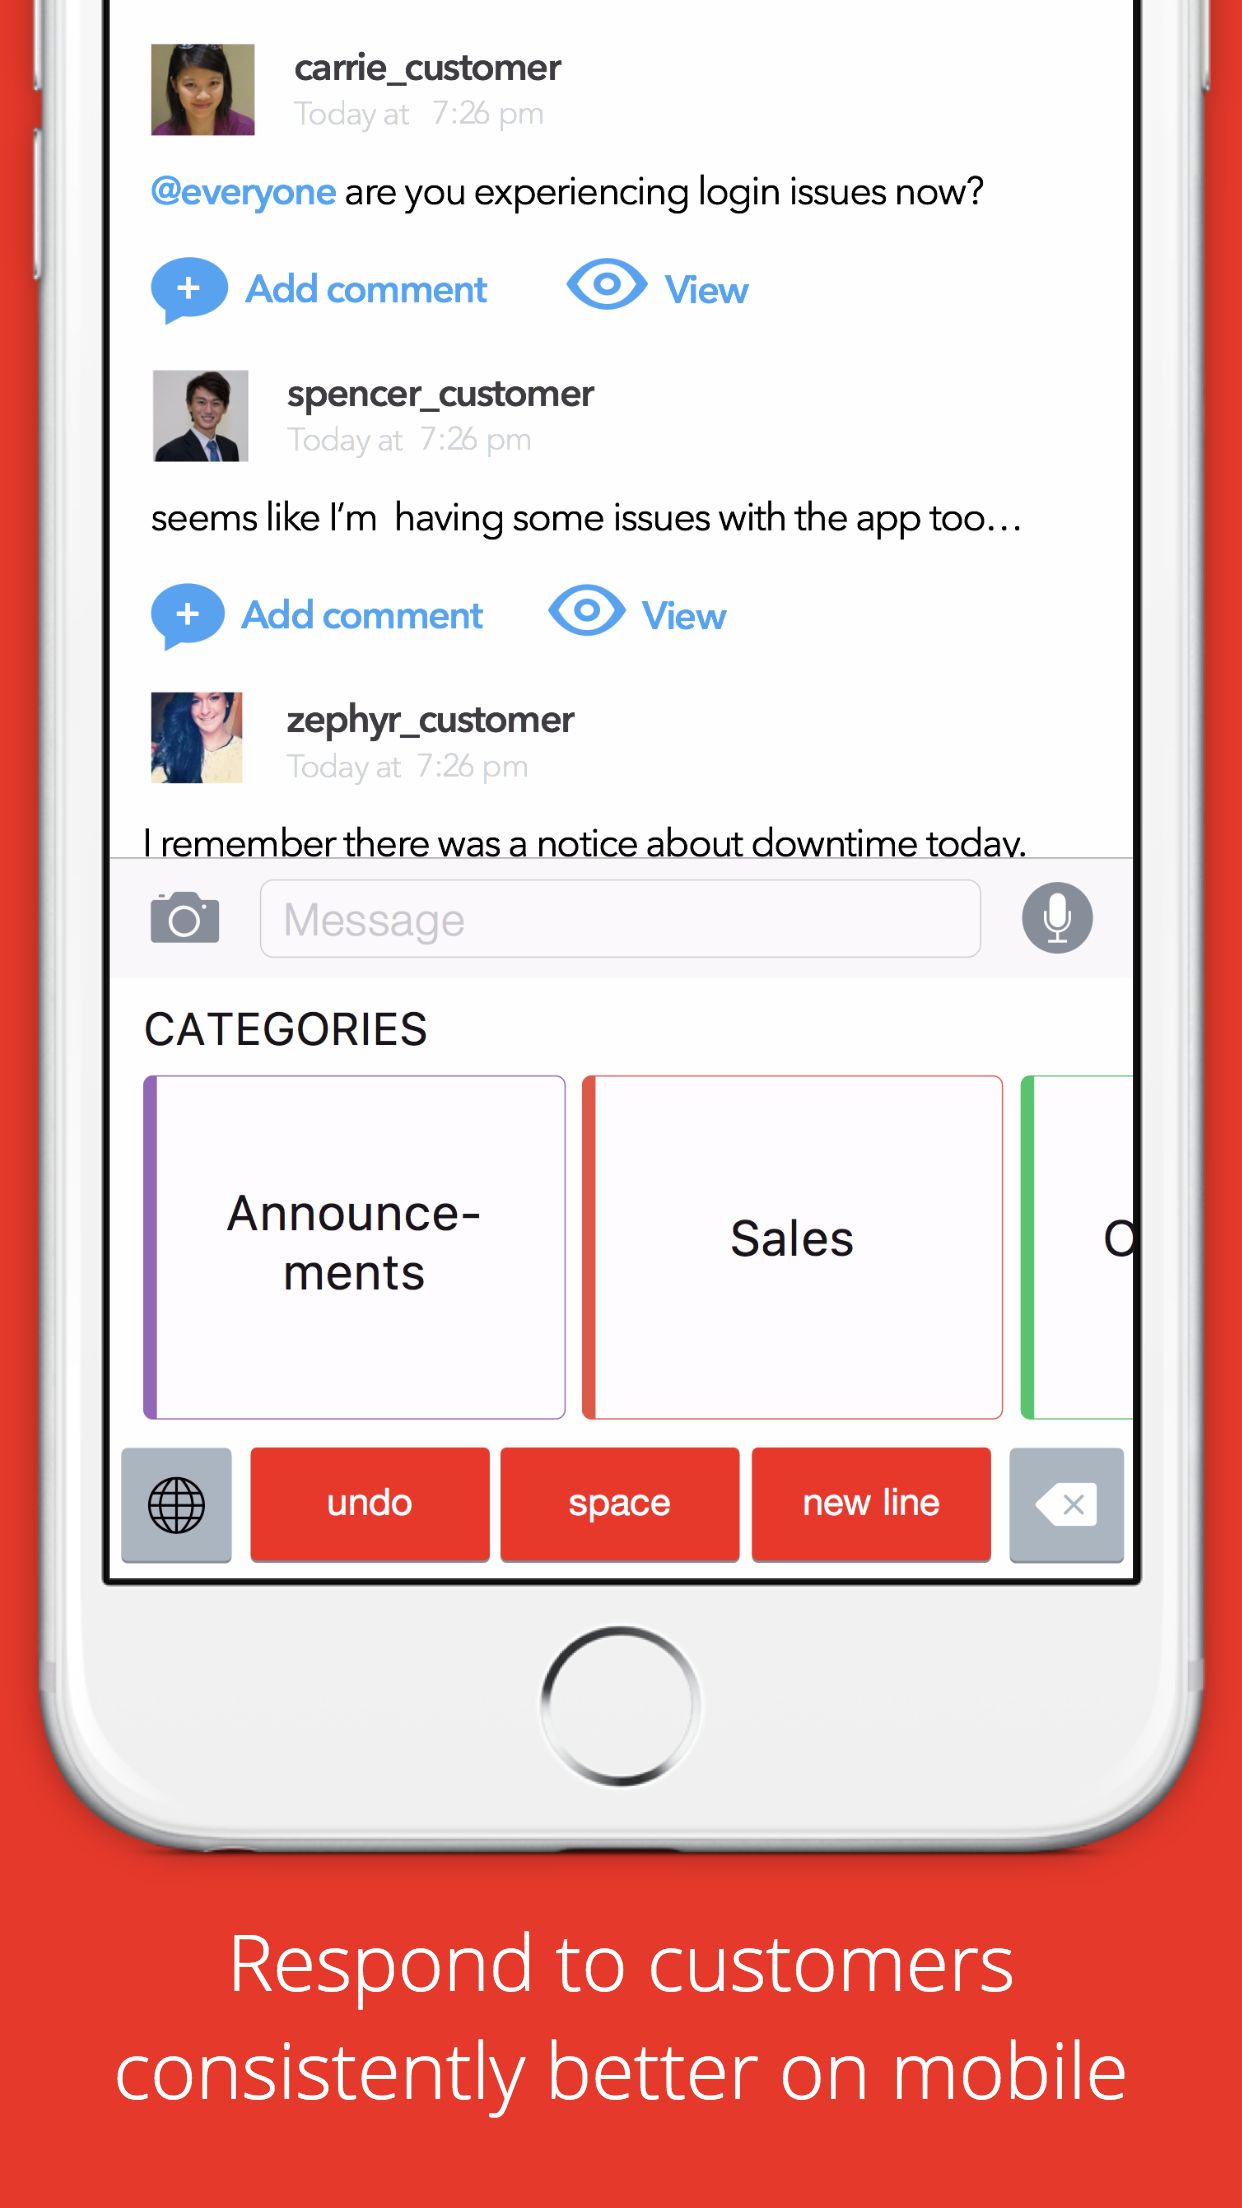 carrie_customer
Today at 7:26 pm
@everyone are you experiencing login issues now?
Add comment View
spencer_customer
Today at 7:26 pm
seems like I'm having some issues with the app too...
Add comment View
zephyr_customer
Today at 7:26 pm
I remember there was a notice about downtime today.
Message
CATEGORIES
Announce-
ments
Sales
undo space new line
Respond to customers
consistently better on mobile